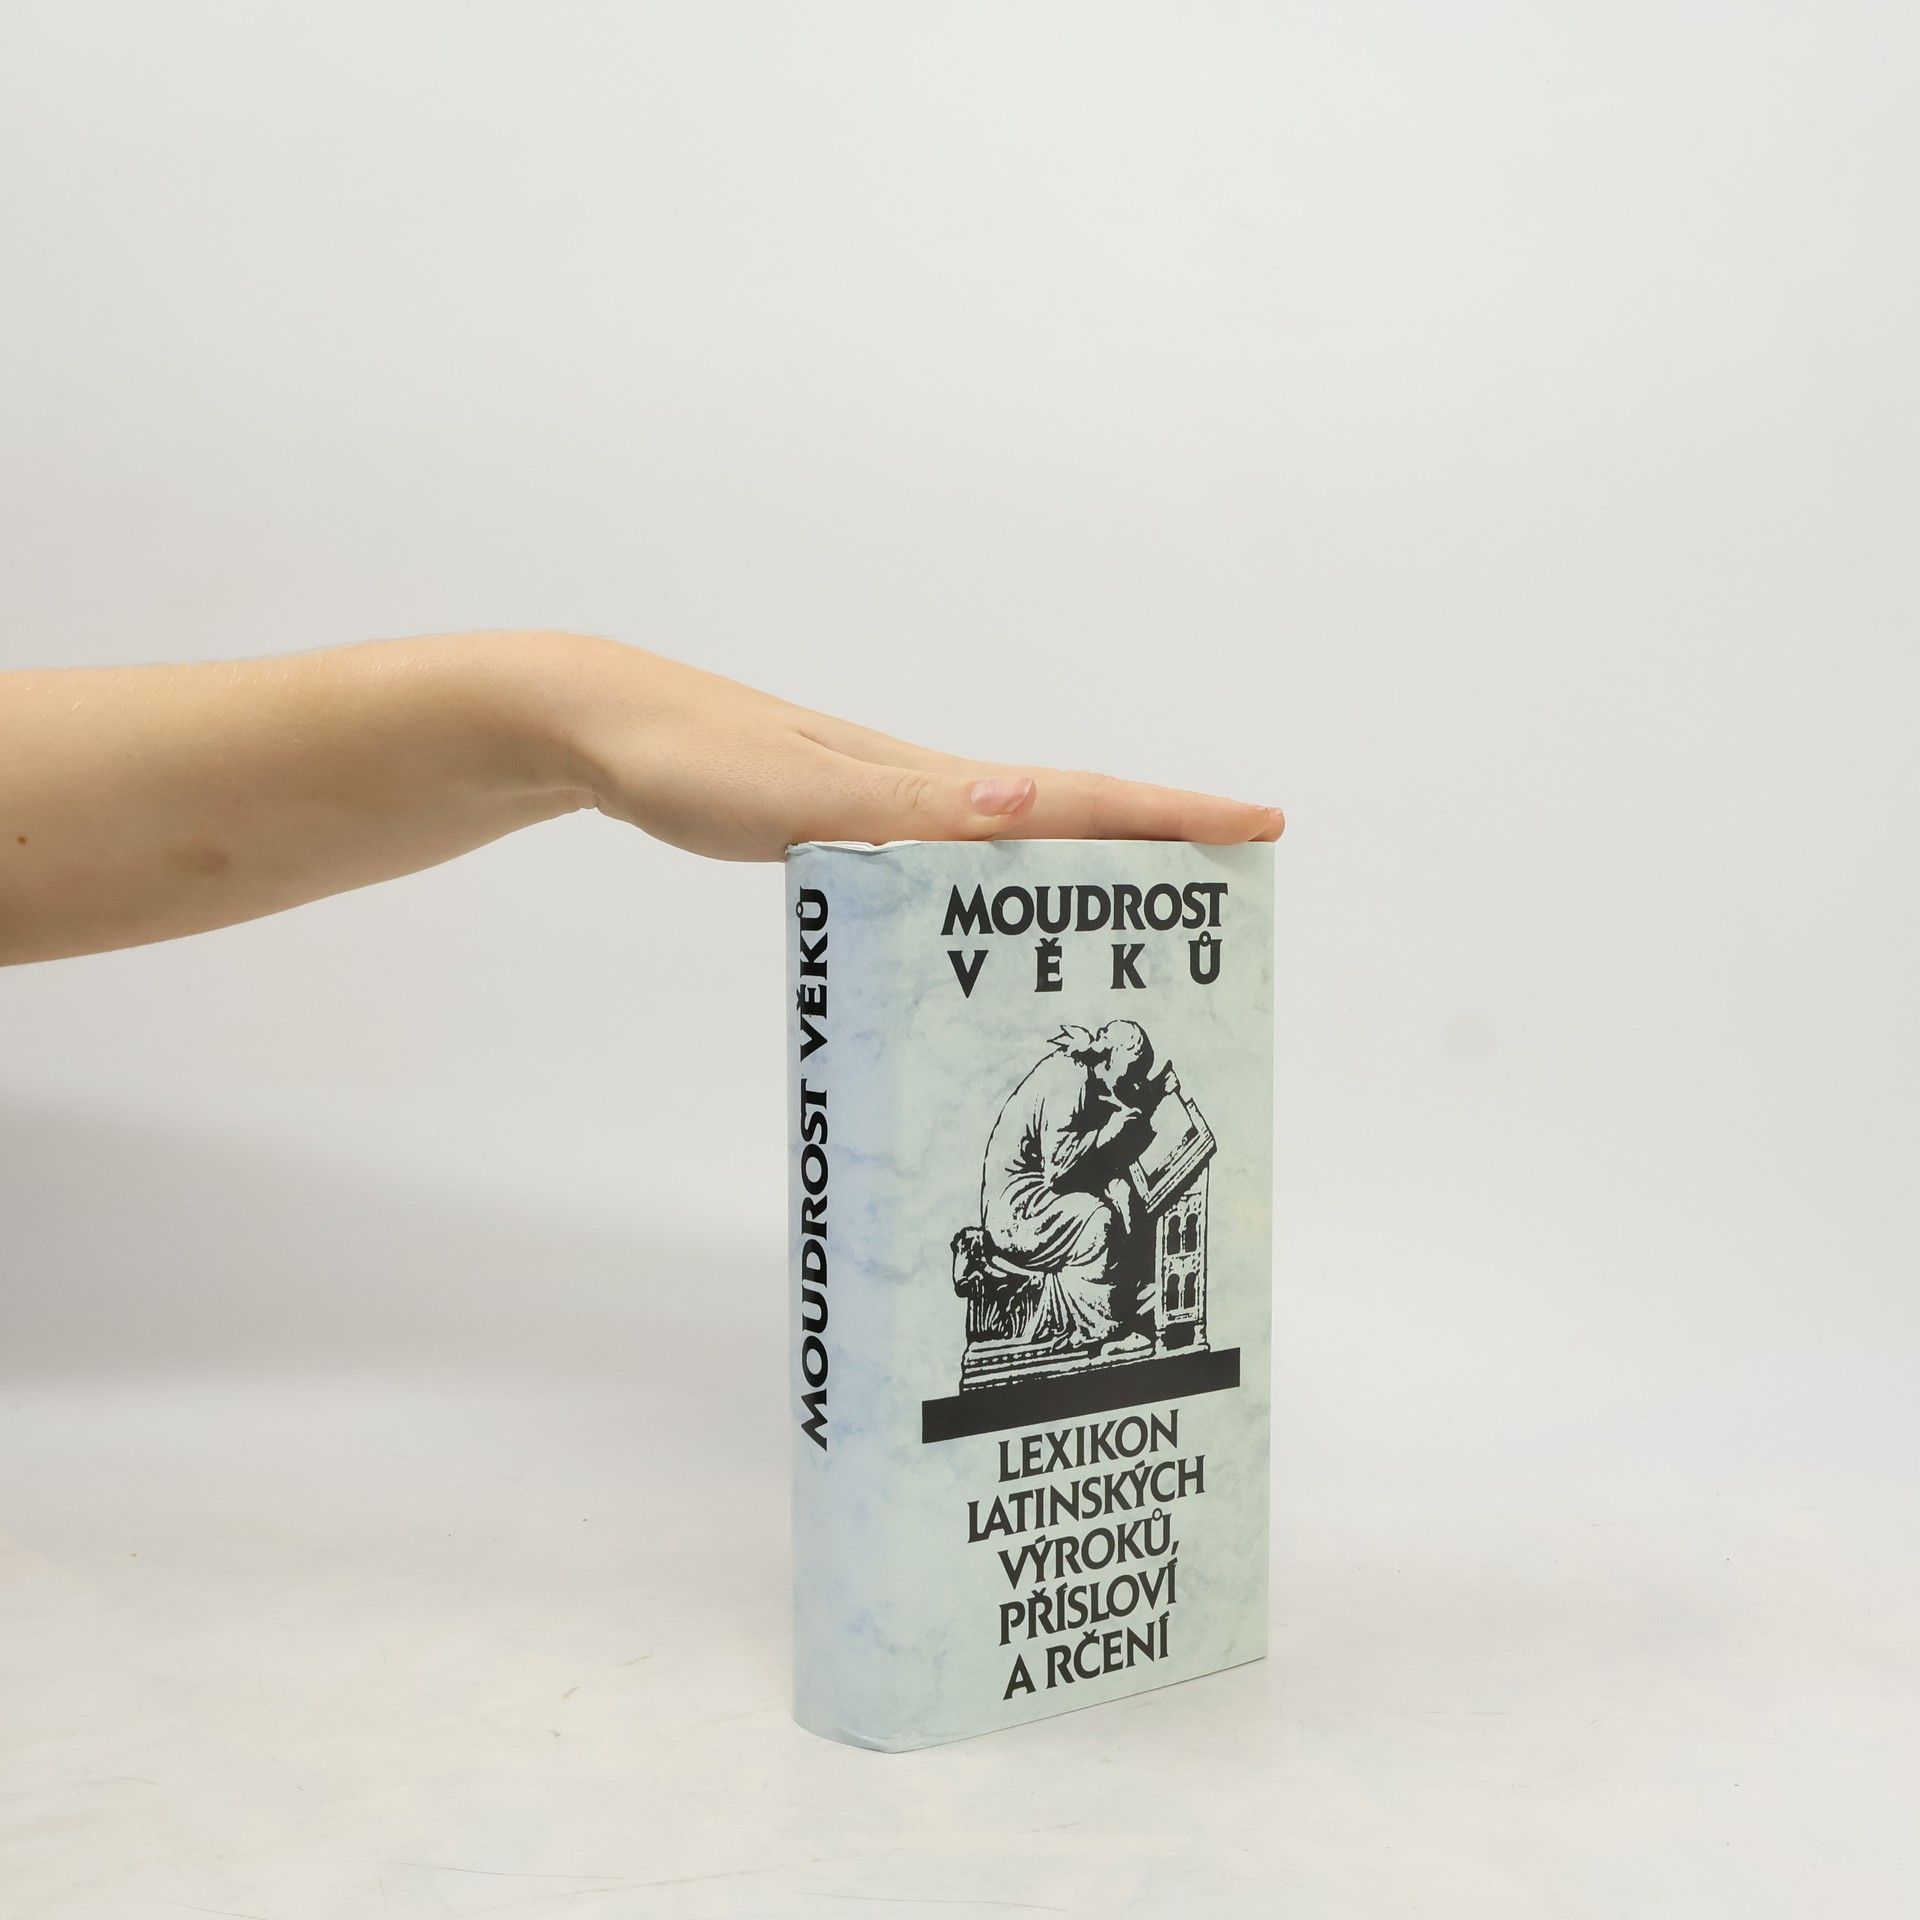 MOUDROST VĚKŮ
MOUDROST
VĚKŮ
LEXIKON
LATINSKÝCH
VÝROKŮ,
PŘÍSLOVÍ
A RČENÍ